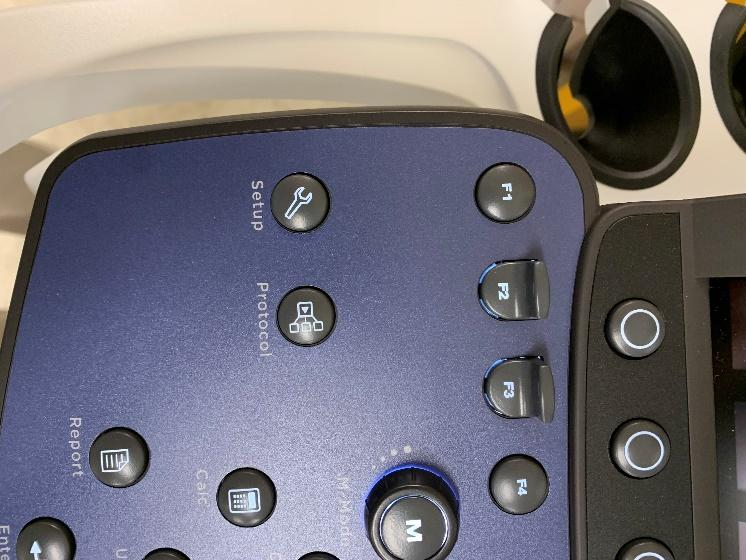 F1
F2
F3
F4
Setup
Protocol
M-Mode
M
Calc
Report